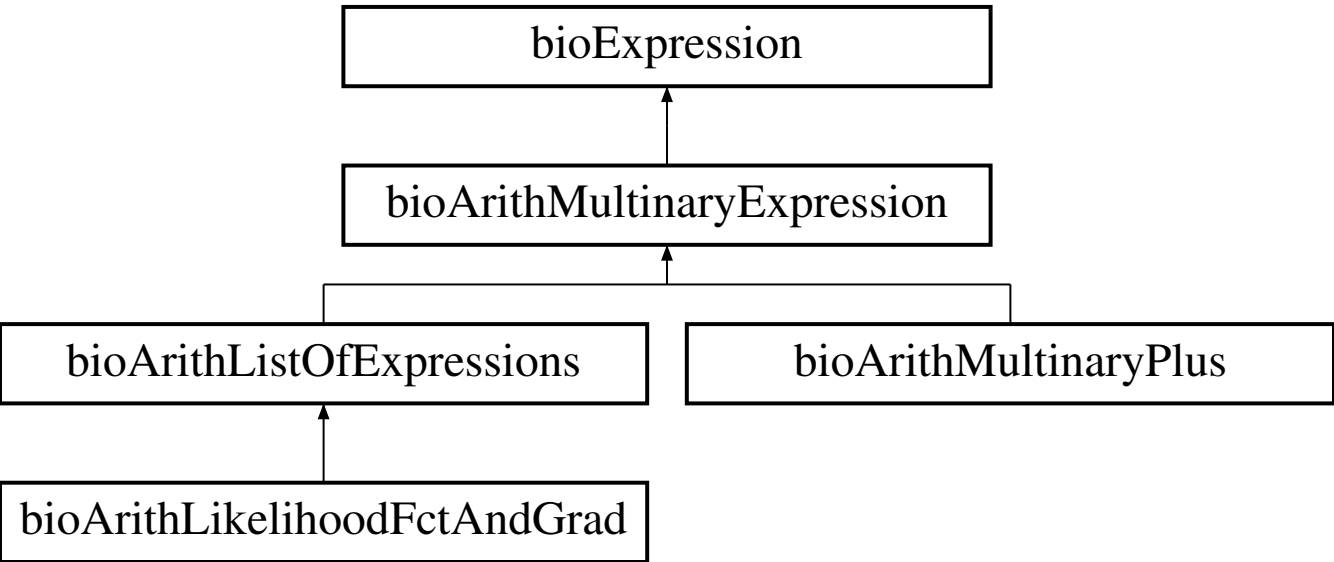 bioExpression
bioArithMultinaryExpression
bioArithListOfExpressions
bioArithMultinaryPlus
bioArithLikelihoodFctAndGrad